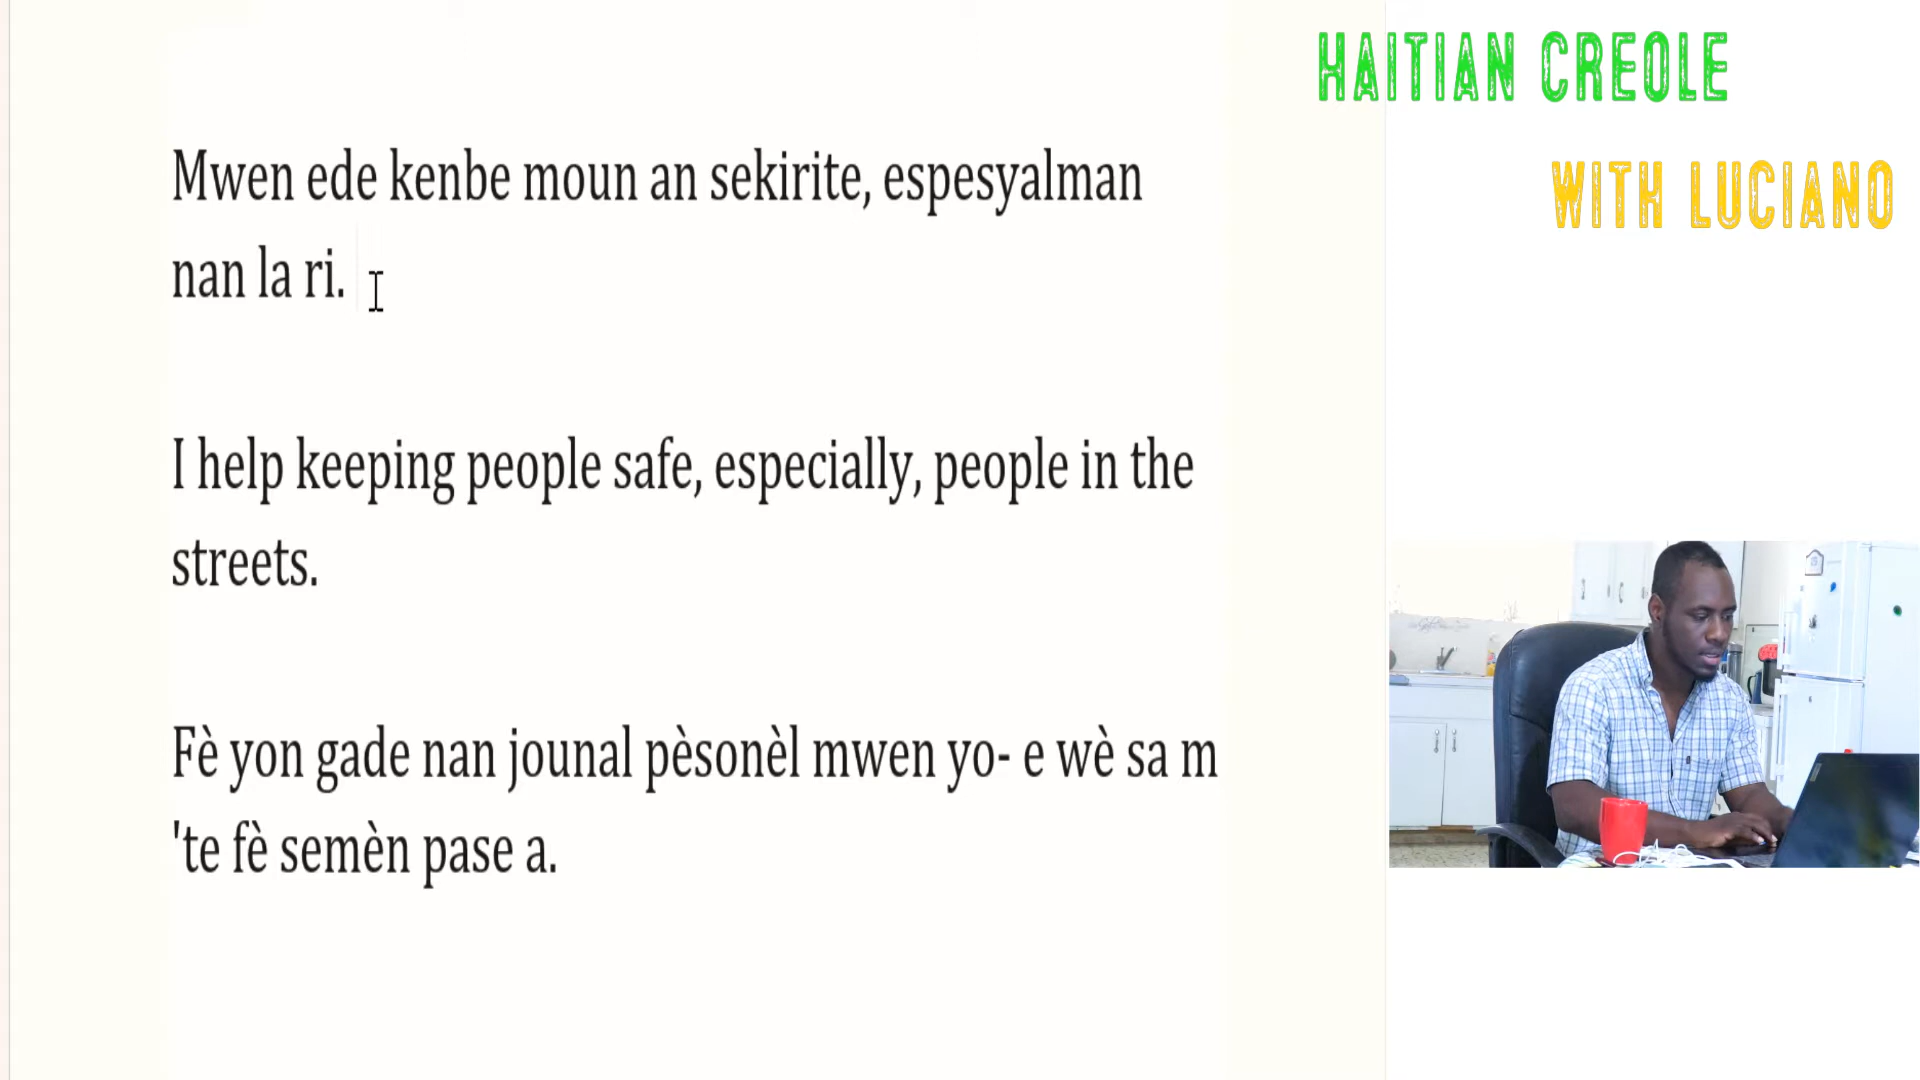 HAITIAN CREOLE
WITH LUCIANO
Mwen ede kenbe moun an sekirite, espesyalman
nan la ri.
I help keeping people safe, especially, people in the
streets.
Fè yon gade nan jounal pèsonèl mwen yo- e wè sa m
'te fè semèn pase a.